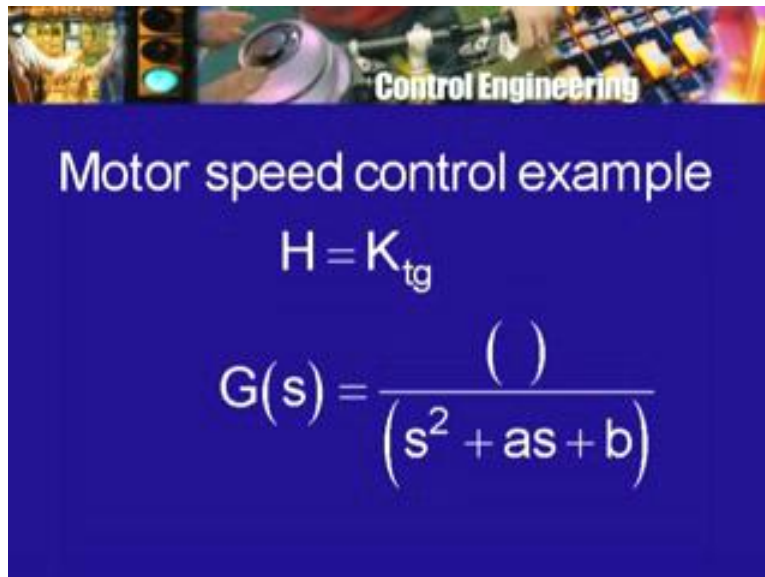 Control Engineering
Motor speed control example
H = K_tg
G(s) = ( ) / (s² + as + b)